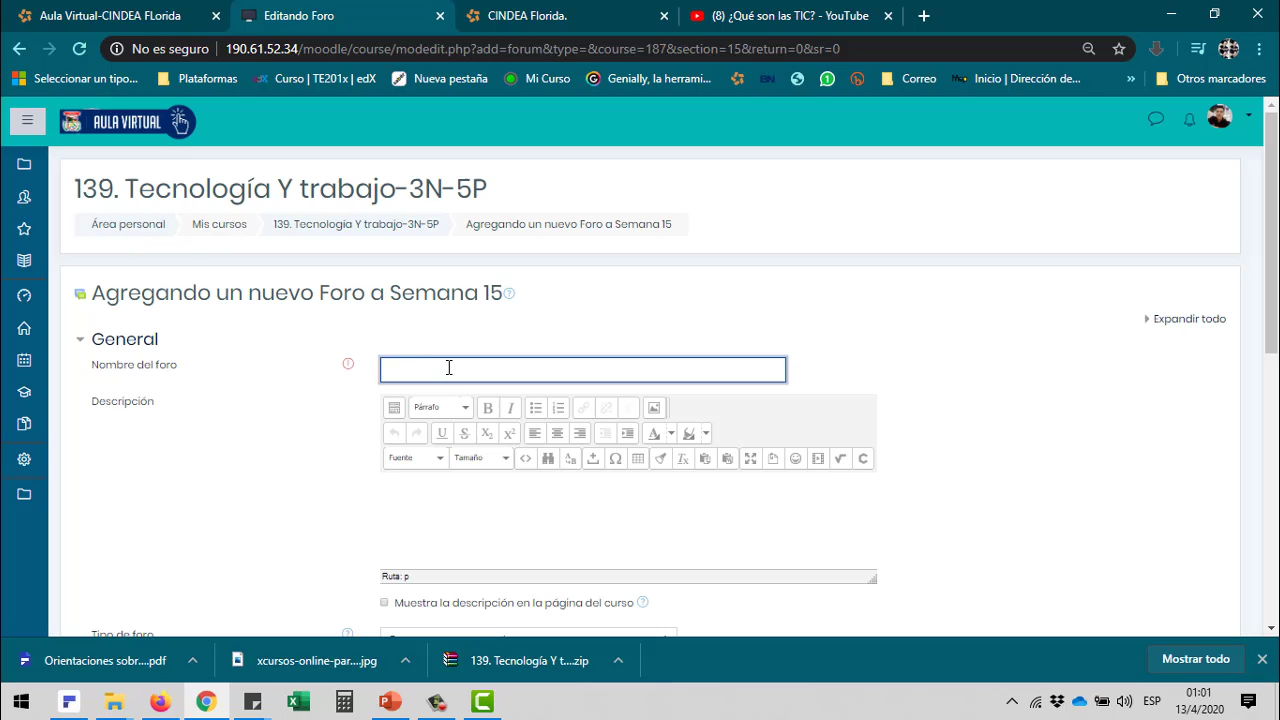 Aula Virtual-CINDEA FLorida
Editando Foro
CINDEA Florida.
(8) ¿Qué son las TIC? - YouTube
No es seguro
190.61.52.34/moodle/course/modedit.php?add=forum&type=&course=187&section=15&return=0&sr=0
Seleccionar un tipo...
Plataformas
Curso | TE201x | edX
Nueva pestaña
Mi Curso
Genially, la herrami...
BN
Correo
Inicio | Dirección de...
»
Otros marcadores
AULA VIRTUAL
139. Tecnología Y trabajo-3N-5P
Área personal
Mis cursos
139. Tecnología Y trabajo-3N-5P
Agregando un nuevo Foro a Semana 15
Agregando un nuevo Foro a Semana 15
Expandir todo
General
Nombre del foro
Descripción
Párrafo
B
I
U
S
X₂
X²
A
Fuente
Tamaño
Ω
C
Ruta: p
Muestra la descripción en la página del curso
Tipo de foro
Orientaciones sobr....pdf
xcursos-online-par....jpg
139. Tecnología Y t....zip
Mostrar todo
ESP
01:01
13/4/2020